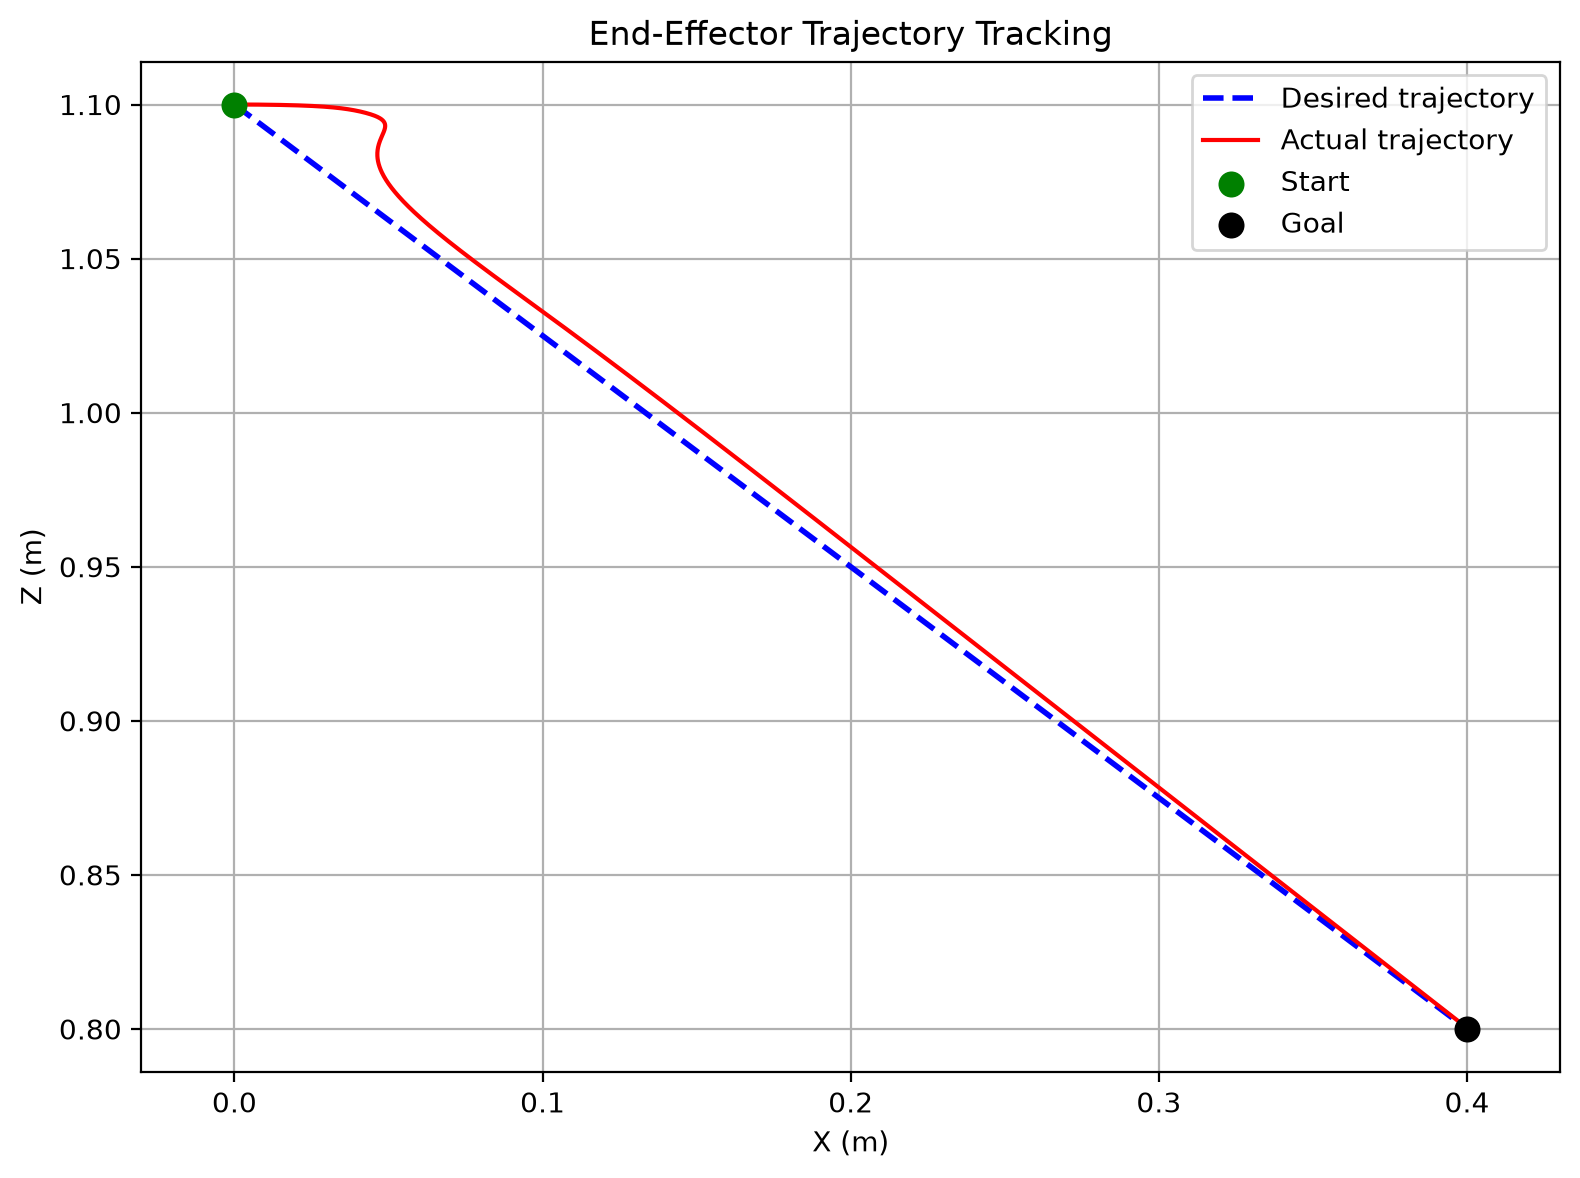 End-Effector Trajectory Tracking
Desired trajectory
Actual trajectory
Start
Goal
1.10
1.05
1.00
0.95
0.90
0.85
0.80
Z (m)
0.0 0.1 0.2 0.3 0.4
X (m)